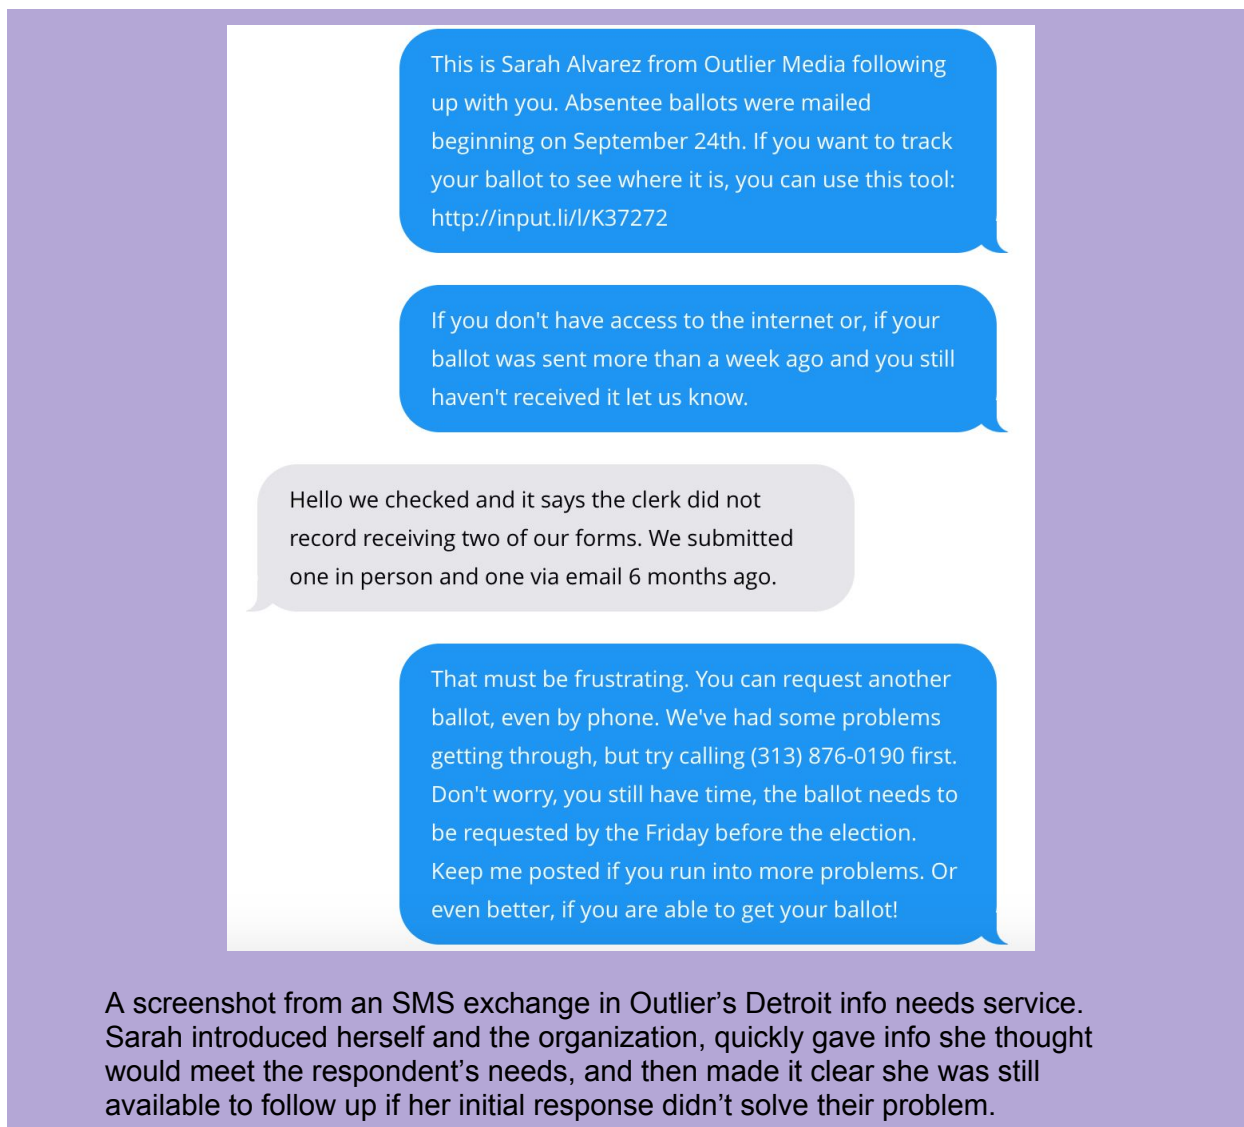 This is Sarah Alvarez from Outlier Media following
up with you. Absentee ballots were mailed
beginning on September 24th. If you want to track
your ballot to see where it is, you can use this tool:
http://input.li/l/K37272
If you don't have access to the internet or, if your
ballot was sent more than a week ago and you still
haven't received it let us know.
Hello we checked and it says the clerk did not
record receiving two of our forms. We submitted
one in person and one via email 6 months ago.
That must be frustrating. You can request another
ballot, even by phone. We've had some problems
getting through, but try calling (313) 876-0190 first.
Don't worry, you still have time, the ballot needs to
be requested by the Friday before the election.
Keep me posted if you run into more problems. Or
even better, if you are able to get your ballot!
A screenshot from an SMS exchange in Outlier’s Detroit info needs service.
Sarah introduced herself and the organization, quickly gave info she thought
would meet the respondent’s needs, and then made it clear she was still
available to follow up if her initial response didn’t solve their problem.